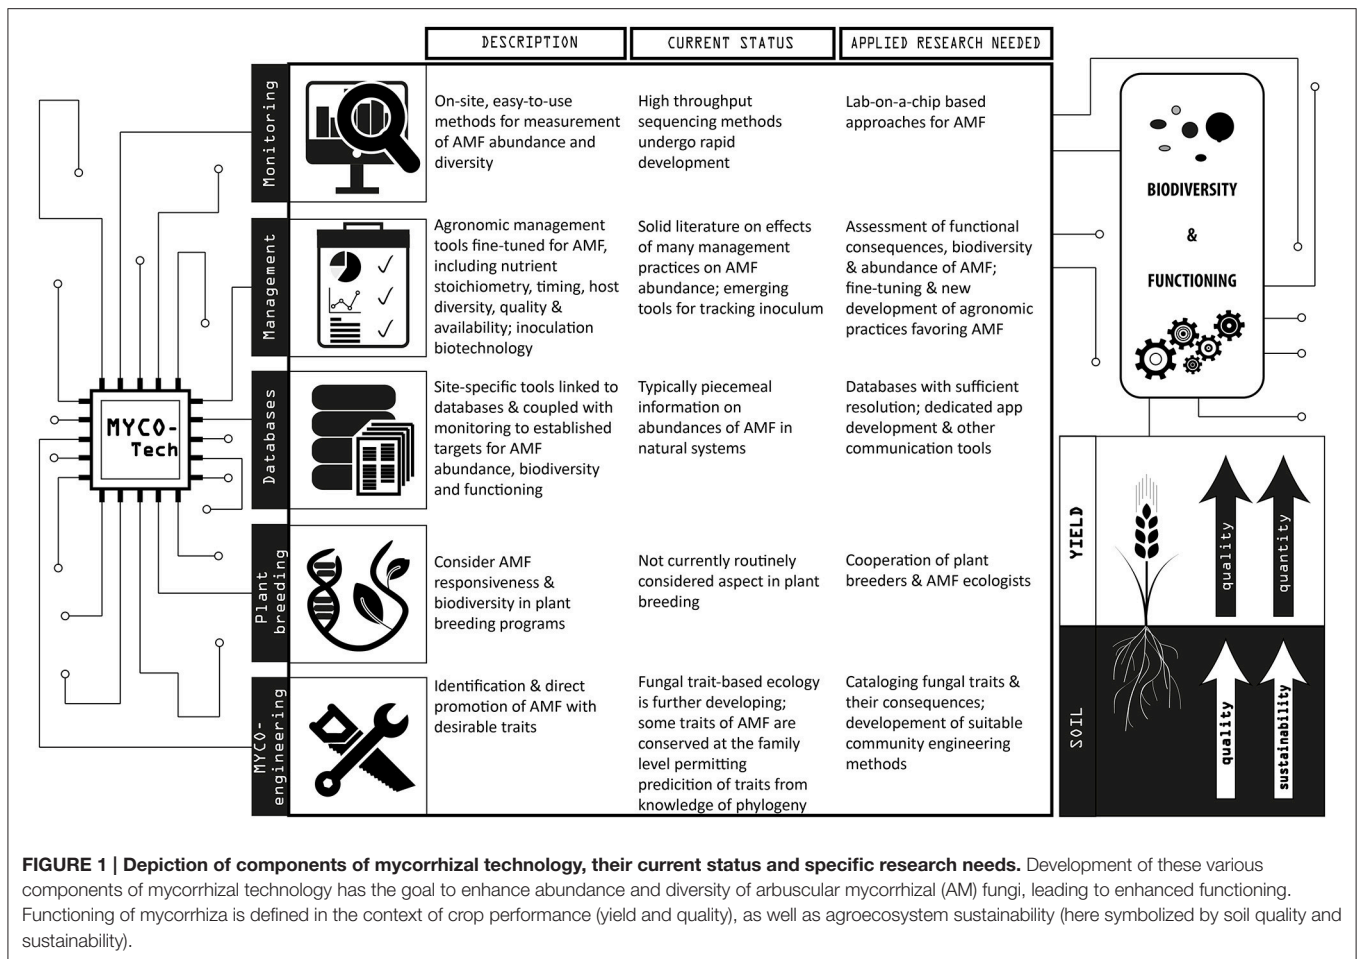 DESCRIPTION
CURRENT STATUS
APPLIED RESEARCH NEEDED
Monitoring
On-site, easy-to-use
methods for measurement
of AMF abundance and
diversity
High throughput
sequencing methods
undergo rapid
development
Lab-on-a-chip based
approaches for AMF
Management
Agronomic management
tools fine-tuned for AMF,
including nutrient
stoichiometry, timing, host
diversity, quality &
availability; inoculation
biotechnology
Solid literature on effects
of many management
practices on AMF
abundance; emerging
tools for tracking inoculum
Assessment of functional
consequences, biodiversity
& abundance of AMF;
fine-tuning & new
development of agronomic
practices favoring AMF
Databases
Site-specific tools linked to
databases & coupled with
monitoring to established
targets for AMF
abundance, biodiversity
and functioning
Typically piecemeal
information on
abundances of AMF in
natural systems
Databases with sufficient
resolution; dedicated app
development & other
communication tools
Plant
breeding
Consider AMF
responsiveness &
biodiversity in plant
breeding programs
Not currently routinely
considered aspect in plant
breeding
Cooperation of plant
breeders & AMF ecologists
MYCO-
engineering
Identification & direct
promotion of AMF with
desirable traits
Fungal trait-based ecology
is further developing;
some traits of AMF are
conserved at the family
level permitting
predicition of traits from
knowledge of phylogeny
Cataloging fungal traits &
their consequences;
developement of suitable
community engineering
methods
MYCO-
Tech
BIODIVERSITY
&
FUNCTIONING
YIELD
quality
quantity
SOIL
quality
sustainability
FIGURE 1 | Depiction of components of mycorrhizal technology, their current status and specific research needs. Development of these various
components of mycorrhizal technology has the goal to enhance abundance and diversity of arbuscular mycorrhizal (AM) fungi, leading to enhanced functioning.
Functioning of mycorrhiza is defined in the context of crop performance (yield and quality), as well as agroecosystem sustainability (here symbolized by soil quality and
sustainability).